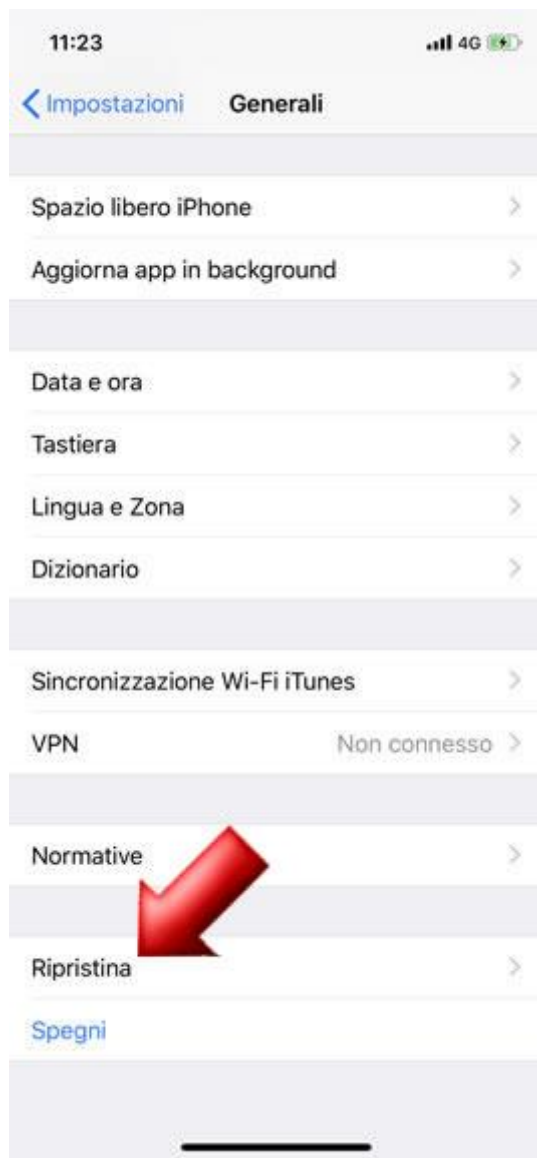 11:23 4G
Impostazioni Generali
Spazio libero iPhone
Aggiorna app in background
Data e ora
Tastiera
Lingua e Zona
Dizionario
Sincronizzazione Wi-Fi iTunes
VPN Non connesso
Normative
Ripristina
Spegni